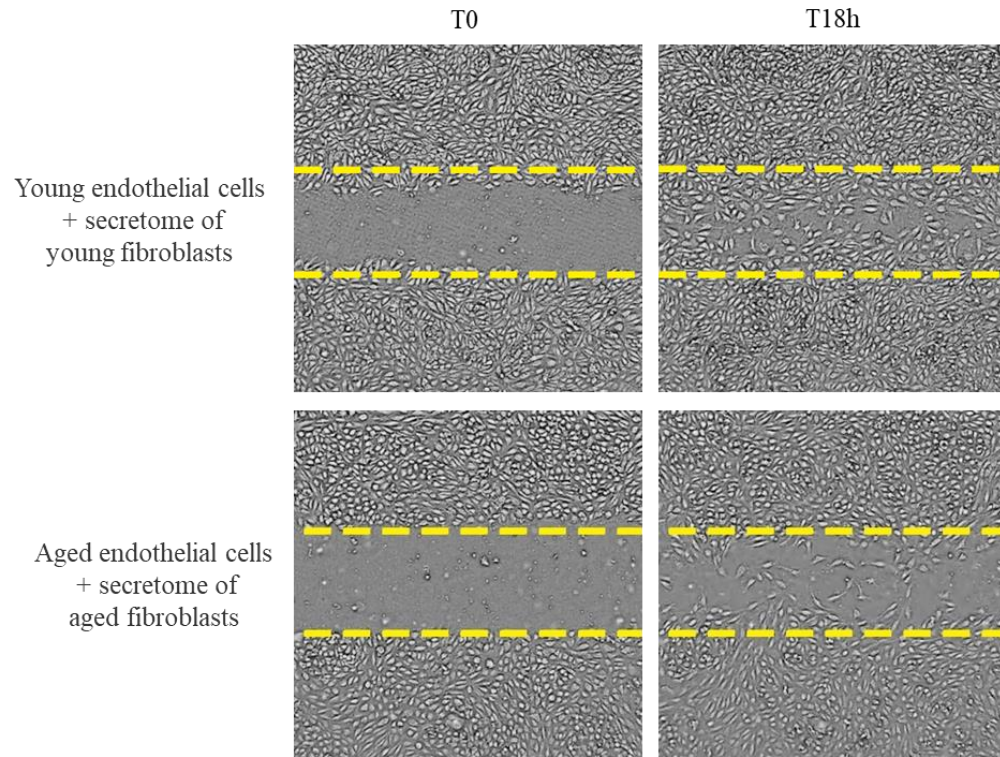 T0
T18h
Young endothelial cells
+ secretome of
young fibroblasts
Aged endothelial cells
+ secretome of
aged fibroblasts